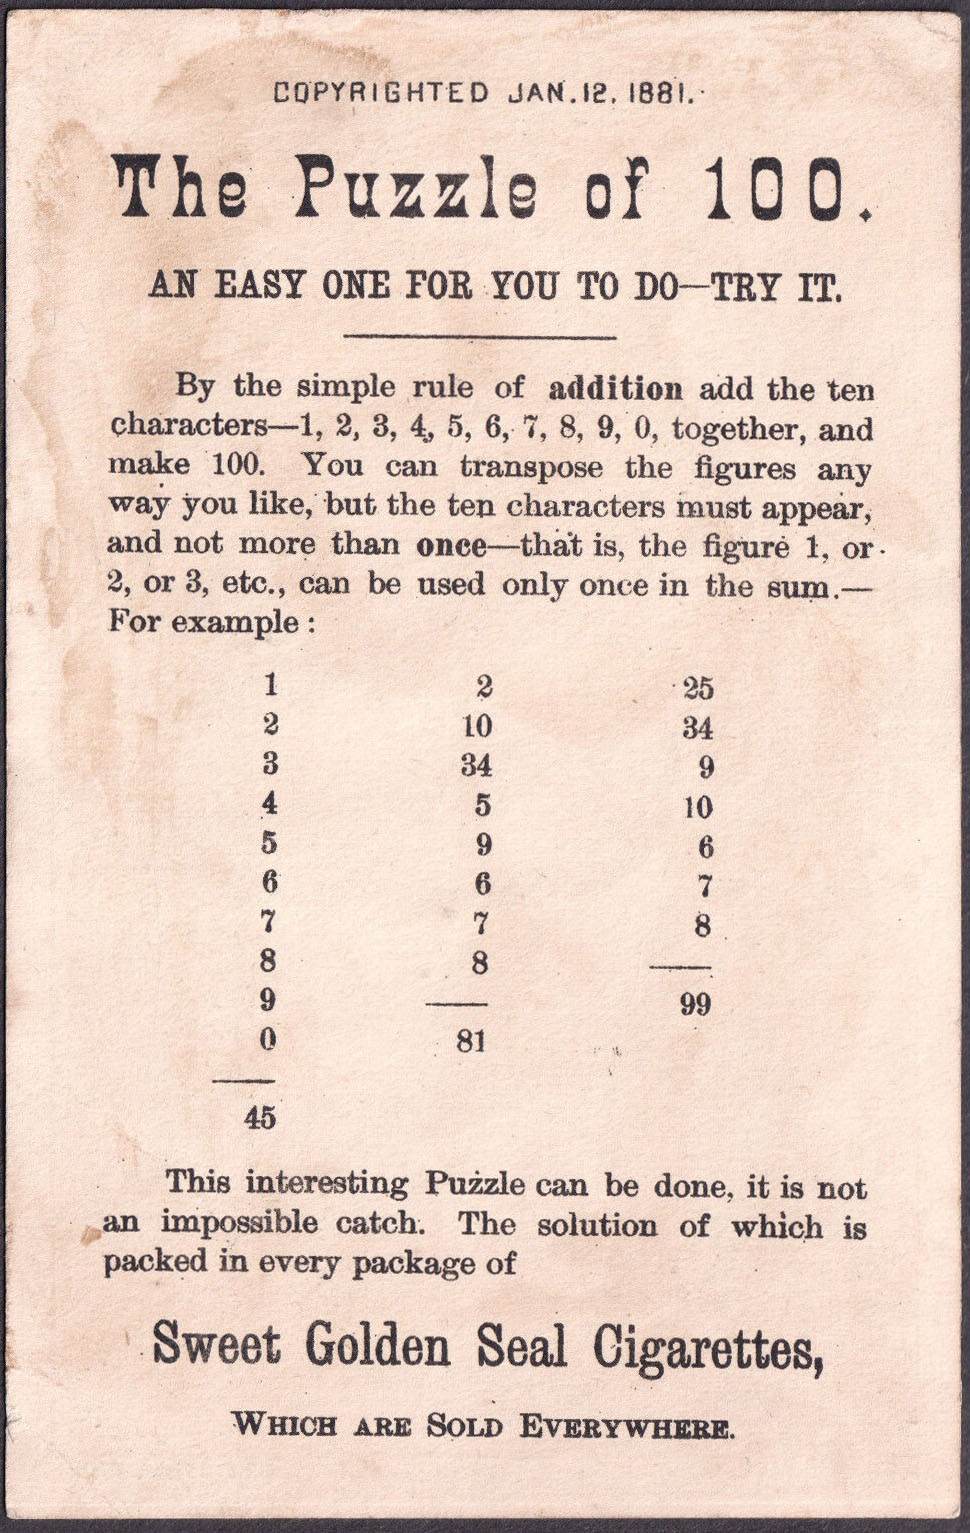 COPYRIGHTED JAN. 12, 1881.
The Puzzle of 100.
AN EASY ONE FOR YOU TO DO—TRY IT.
By the simple rule of addition add the ten
characters—1, 2, 3, 4, 5, 6, 7, 8, 9, 0, together, and
make 100. You can transpose the figures any
way you like, but the ten characters must appear,
and not more than once—that is, the figure 1, or
2, or 3, etc., can be used only once in the sum.—
For example:
1 2 25
2 10 34
3 34 9
4 5 10
5 9 6
6 6 7
7 7 8
8 8
9 99
0 81
45
This interesting Puzzle can be done, it is not
an impossible catch. The solution of which is
packed in every package of
Sweet Golden Seal Cigarettes,
WHICH ARE SOLD EVERYWHERE.